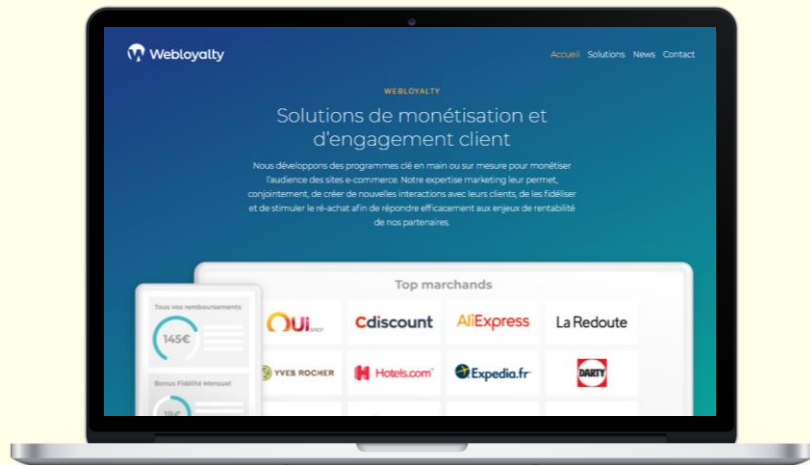 Webloyalty
Accueil Solutions News Contact
WEBLOYALTY
Solutions de monétisation et
d'engagement client
Nous développons des programmes clé en main ou sur mesure pour monétiser
l'audience des sites e-commerce. Notre expertise marketing leur permet,
conjointement, de créer de nouvelles interactions avec leurs clients, de les fidéliser
et de stimuler le ré-achat afin de répondre efficacement aux enjeux de rentabilité
de nos partenaires.
Top marchands
Tous vos remboursements
145€
OUI.sncf
Cdiscount
AliExpress
La Redoute
YVES ROCHER
Hotels.com
Expedia.fr
DARTY
Bonus Fidélité Mensuel
18€